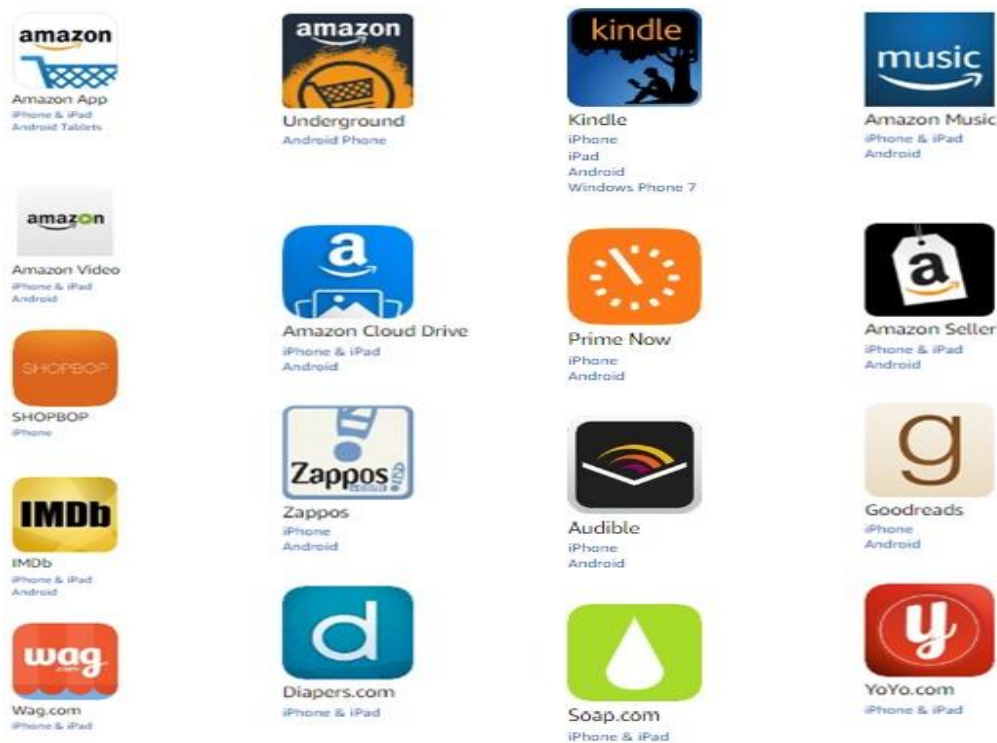 amazon
Amazon App
iPhone & iPad
Android Tablets
amazon
Underground
Android Phone
kindle
Kindle
iPhone
iPad
Android
Windows Phone 7
music
Amazon Music
iPhone & iPad
Android
amazon
Amazon Video
iPhone & iPad
Android
a
Amazon Cloud Drive
iPhone & iPad
Android
Prime Now
iPhone
Android
a
Amazon Seller
iPhone & iPad
Android
SHOPBOP
SHOPBOP
iPhone
Zappos
Zappos
iPhone
Android
Audible
iPhone
Android
g
Goodreads
iPhone
Android
IMDb
IMDb
iPhone & iPad
Android
wag
.com
Wag.com
iPhone & iPad
d
Diapers.com
iPhone & iPad
Soap.com
iPhone & iPad
y
YoYo.com
iPhone & iPad